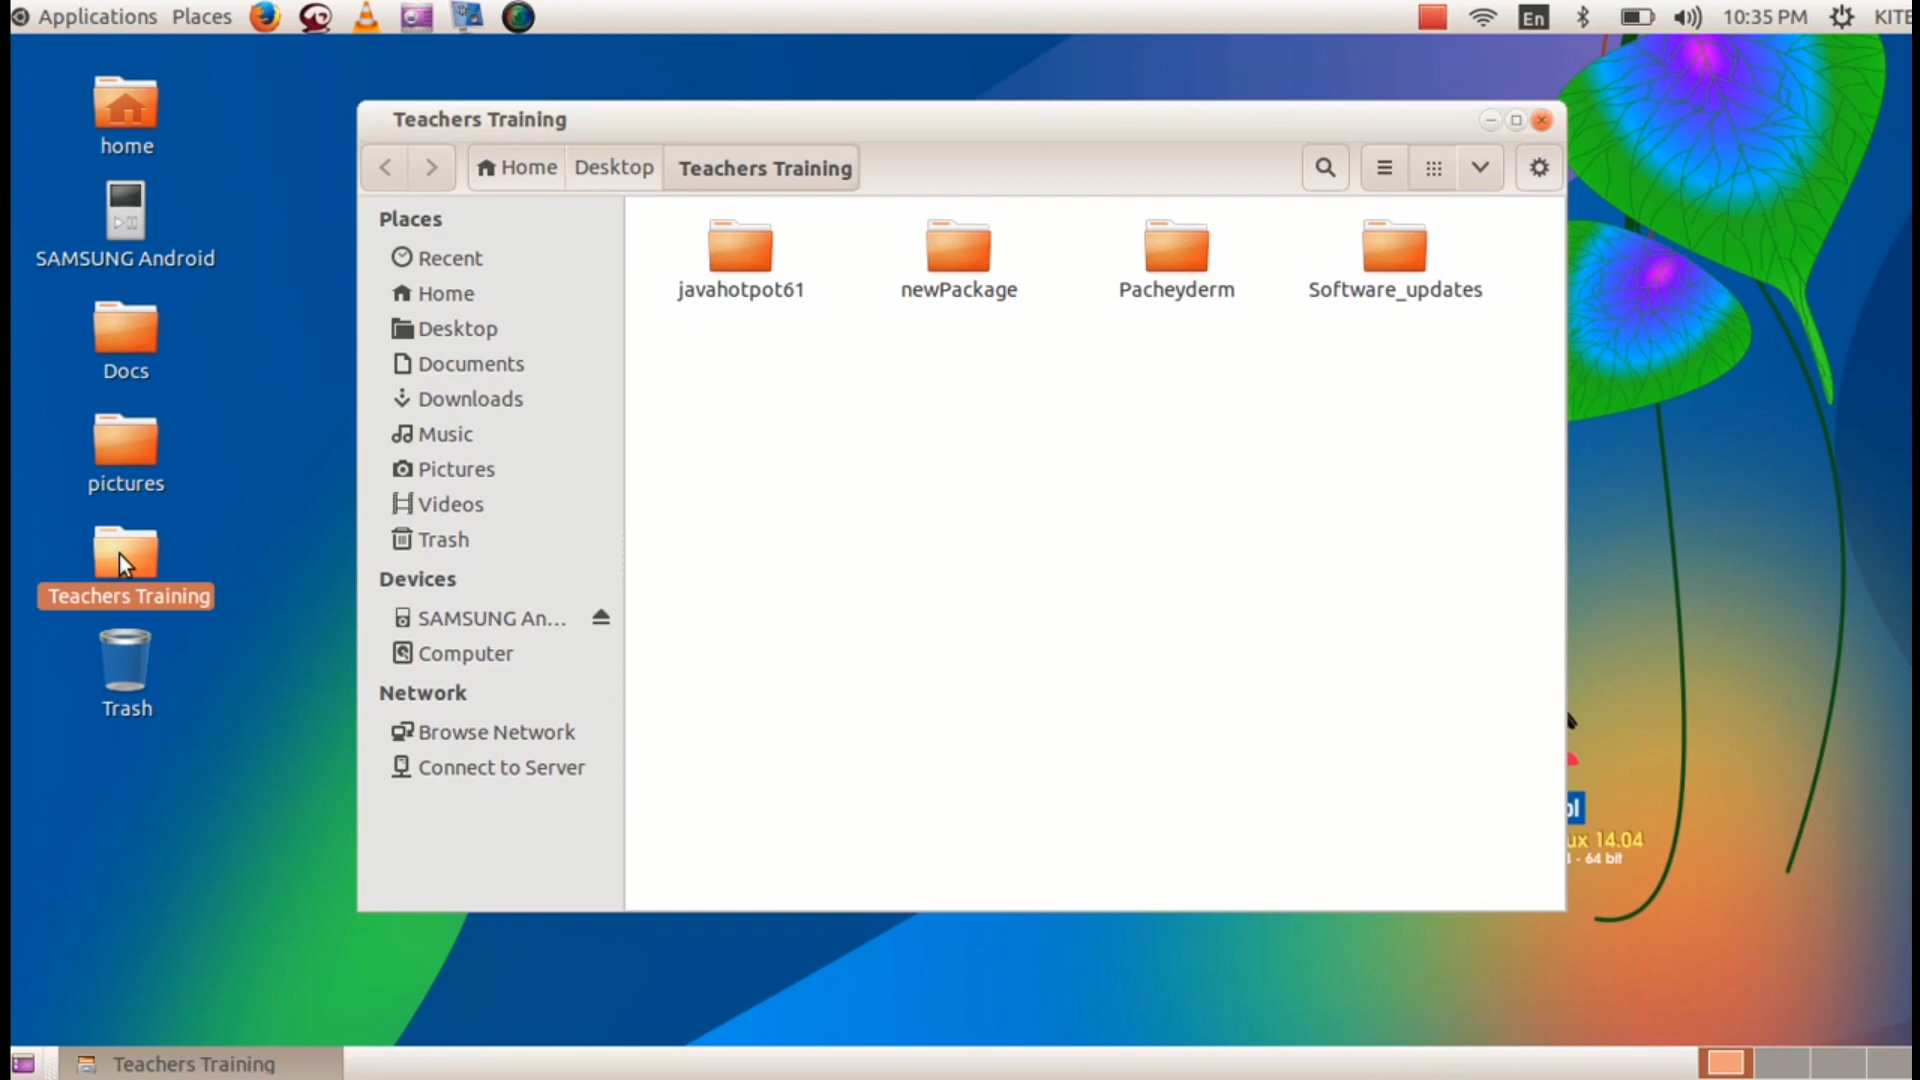 Applications Places
En 10:35 PM KITE
home
SAMSUNG Android
Docs
pictures
Teachers Training
Trash
Teachers Training
Home Desktop Teachers Training
Places
Recent
Home
Desktop
Documents
Downloads
Music
Pictures
Videos
Trash
Devices
SAMSUNG An...
Computer
Network
Browse Network
Connect to Server
javahotpot61 newPackage Pacheyderm Software_updates
ux 14.04
- 64 bit
Teachers Training